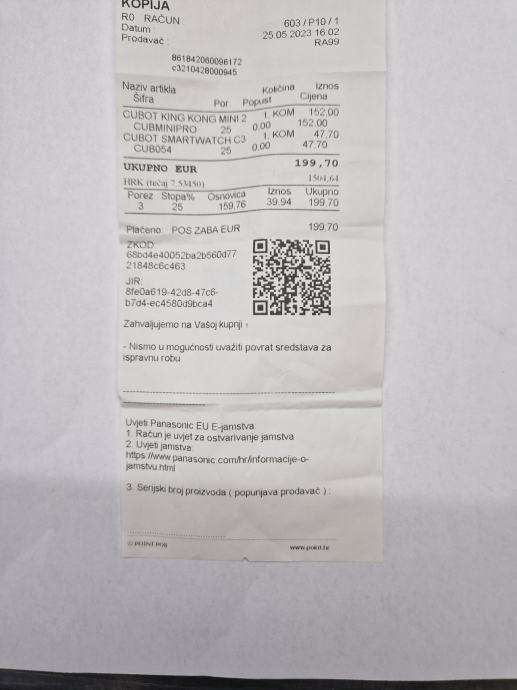 KOPIJA
R0 RAČUN : 603 / P10 / 1
Datum : 25.05.2023 16.02
Prodavač : RA99
861842060096172
c3210428000945
Naziv artikla Količina Iznos
Šifra Por Popust Cijena
CUBOT KING KONG MINI 2 1. KOM 152.00
CUBMINIPRO 25 0.00 152.00
CUBOT SMARTWATCH C3 1. KOM 47.70
CUB054 25 0.00 47.70
UKUPNO EUR 199,70
HRK (tečaj 7.53450) 1504,64
Porez Stopa% Osnovica Iznos Ukupno
3 25 159.76 39.94 199.70
Plaćeno: POS ZABA EUR 199.70
ZKOD:
68bd4e40052ba2b560d77
21848c6c463
JIR:
8fe0a619-42d8-47c6-
b7d4-ec4580d9bca4
Zahvaljujemo na Vašoj kupnji !
- Nismo u mogućnosti uvažiti povrat sredstava za
ispravnu robu
Uvjeti Panasonic EU E-jamstva:
1. Račun je uvjet za ostvarivanje jamstva
2. Uvjeti jamstva:
https://www.panasonic.com/hr/informacije-o-
jamstvu.html
3. Serijski broj proizvoda ( popunjava prodavač ) :
© POINT POS www.point.hr